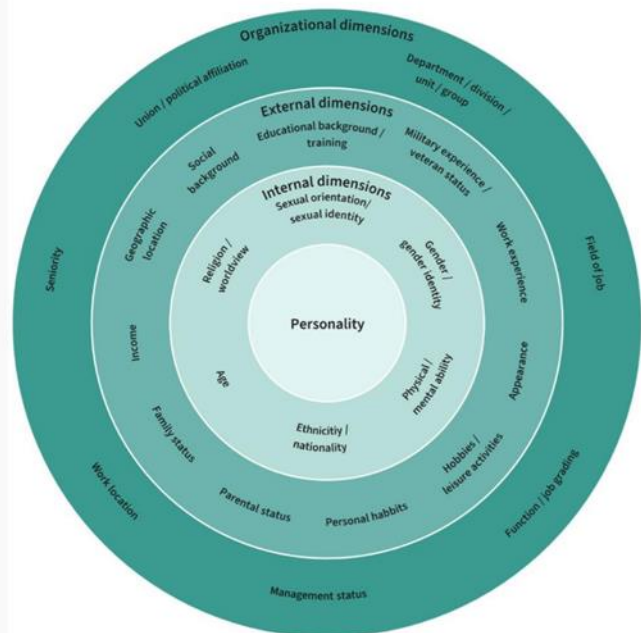 Organizational dimensions
Union / political affiliation
Department / division /
unit / group
Seniority
Field of job
Work location
Function / job grading
Management status
External dimensions
Educational background /
training
Social
background
Military experience /
veteran status
Geographic
location
Work experience
Income
Appearance
Family status
Hobbies /
leisure activities
Parental status
Personal habbits
Internal dimensions
Sexual orientation/
sexual identity
Religion /
worldview
Gender /
gender identity
Age
Physical /
mental ability
Ethnicitiy /
nationality
Personality